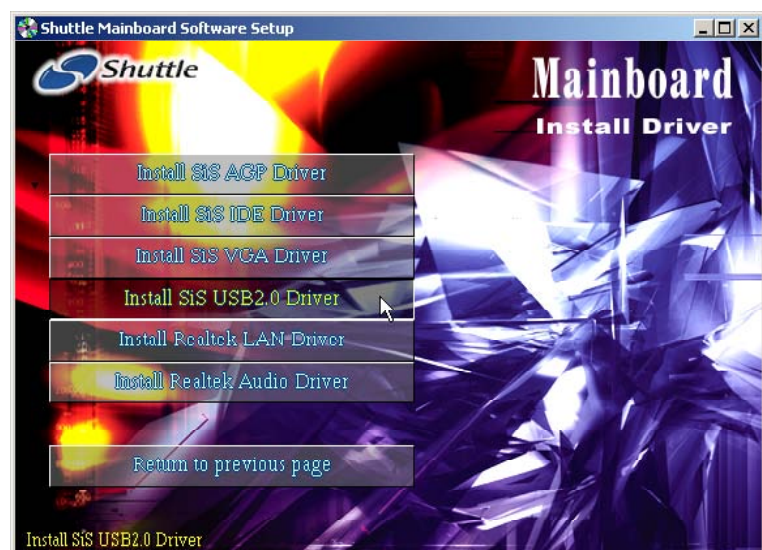 Shuttle Mainboard Software Setup
Shuttle
Mainboard
Install Driver
Install SiS AGP Driver
Install SiS IDE Driver
Install SiS VGA Driver
Install SiS USB2.0 Driver
Install Realtek LAN Driver
Install Realtek Audio Driver
Return to previous page
Install SiS USB2.0 Driver